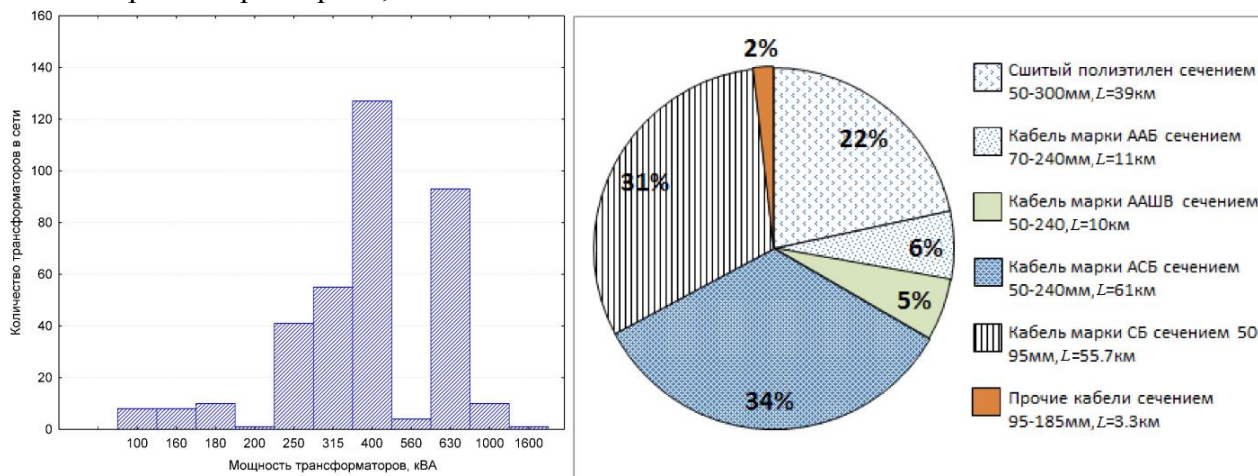 160
140
120
100
80
60
40
20
0
Количество трансформаторов в сети
100 160 180 200 250 315 400 560 630 1000 1600
Мощность трансформаторов, кВА
2%
22%
6%
5%
34%
31%
Сшитый полиэтилен сечением
50-300мм,L=39км
Кабель марки ААБ сечением
70-240мм,L=11км
Кабель марки ААШВ сечением
50-240,L=10км
Кабель марки АСБ сечением
50-240мм,L=61км
Кабель марки СБ сечением 50
95мм,L=55.7км
Прочие кабели сечением
95-185мм,L=3.3км